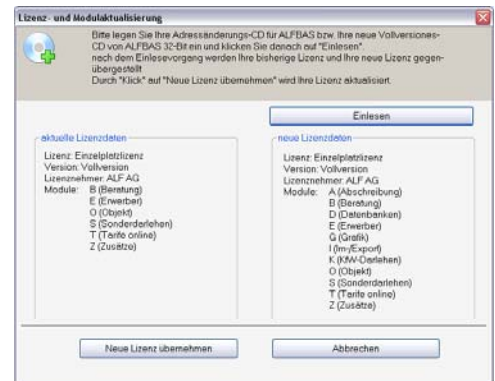 Lizenz- und Modulaktualisierung
Bitte legen Sie Ihre Adressänderungs-CD für ALFBAS bzw. Ihre neue Vollversions-
CD von ALFBAS 32-Bit ein und klicken Sie danach auf "Einlesen".
nach dem Einlesevorgang werden Ihre bisherige Lizenz und Ihre neue Lizenz gegen-
übergestellt
Durch "Klick" auf "Neue Lizenz übernehmen" wird Ihre Lizenz aktualisiert.
Einlesen
aktuelle Lizenzdaten
Lizenz: Einzelplatzlizenz
Version: Vollversion
Lizenznehmer: ALF AG
Module: B (Beratung)
E (Erwerber)
O (Objekt)
S (Sonderdarlehen)
T (Tarife online)
Z (Zusätze)
neue Lizenzdaten
Lizenz: Einzelplatzlizenz
Version: Vollversion
Lizenznehmer: ALF AG
Module: A (Abschreibung)
B (Beratung)
D (Datenbanken)
E (Erwerber)
G (Grafik)
I (Im-/Export)
K (KfW-Darlehen)
O (Objekt)
S (Sonderdarlehen)
T (Tarife online)
Z (Zusätze)
Neue Lizenz übernehmen
Abbrechen